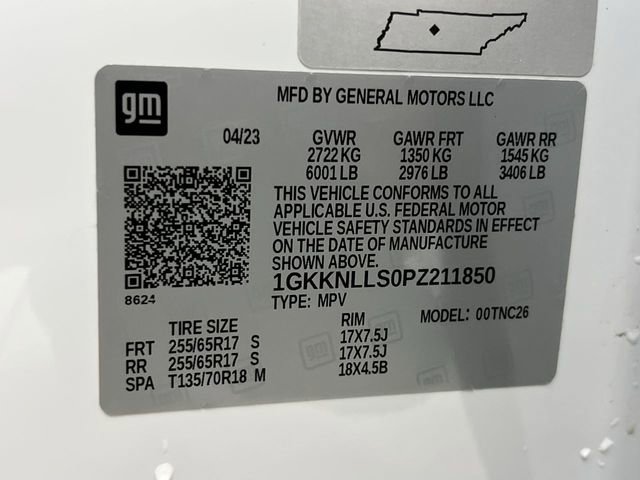 gm
MFD BY GENERAL MOTORS LLC
04/23 GVWR GAWR FRT GAWR RR
2722 KG 1350 KG 1545 KG
6001 LB 2976 LB 3406 LB
THIS VEHICLE CONFORMS TO ALL
APPLICABLE U.S. FEDERAL MOTOR
VEHICLE SAFETY STANDARDS IN EFFECT
ON THE DATE OF MANUFACTURE
SHOWN ABOVE.
8624
1GKKNLLS0PZ211850
TYPE: MPV MODEL: 00TNC26
TIRE SIZE RIM
FRT 255/65R17 S 17X7.5J
RR 255/65R17 S 17X7.5J
SPA T135/70R18 M 18X4.5B